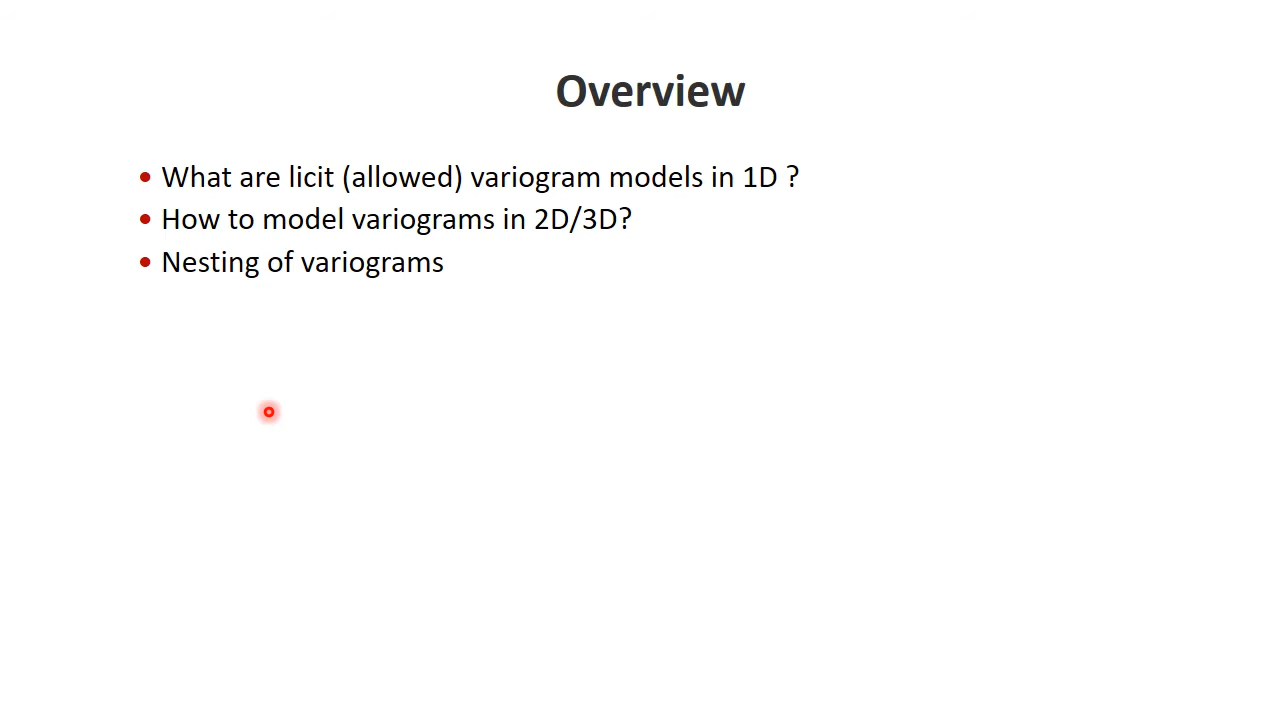 Overview
• What are licit (allowed) variogram models in 1D ?
• How to model variograms in 2D/3D?
• Nesting of variograms